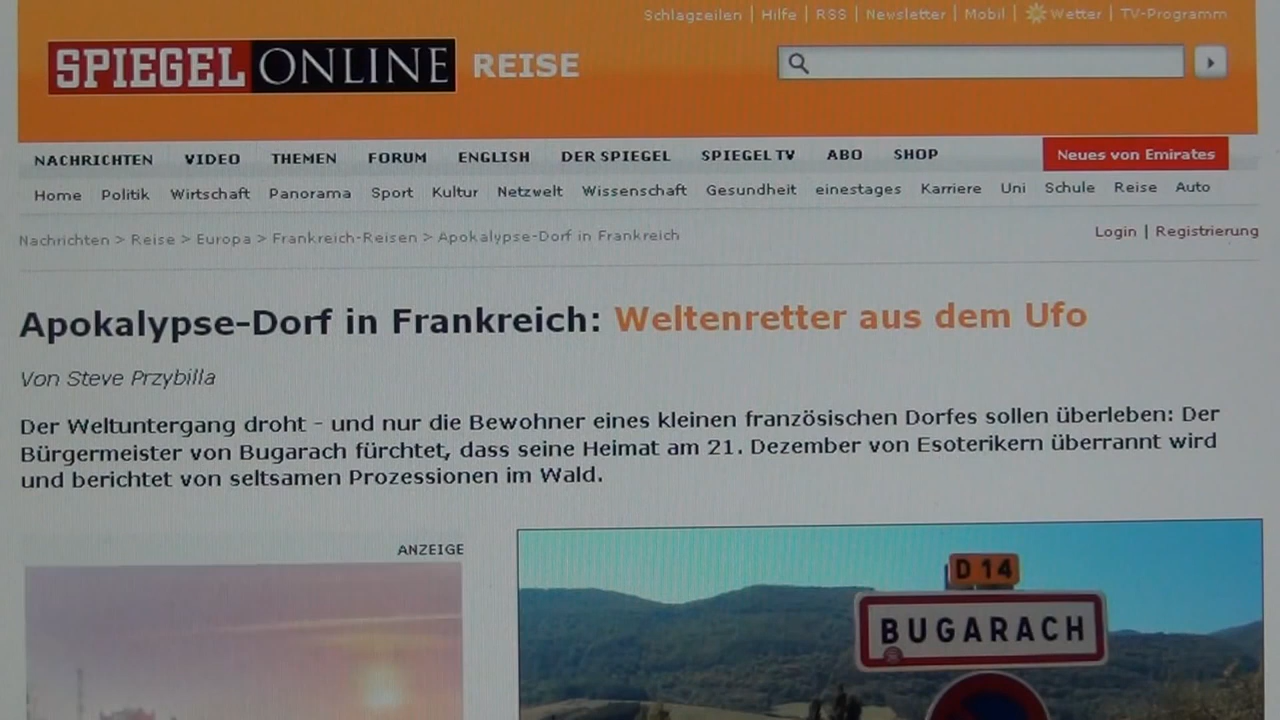 Schlagzeilen | Hilfe | RSS | Newsletter | Mobil | Wetter | TV-Programm
SPIEGEL ONLINE REISE
NACHRICHTEN VIDEO THEMEN FORUM ENGLISH DER SPIEGEL SPIEGEL TV ABO SHOP Neues von Emirates
Home Politik Wirtschaft Panorama Sport Kultur Netzwelt Wissenschaft Gesundheit einestages Karriere Uni Schule Reise Auto
Nachrichten > Reise > Europa > Frankreich-Reisen > Apokalypse-Dorf in Frankreich
Login | Registrierung
Apokalypse-Dorf in Frankreich: Weltenretter aus dem Ufo
Von Steve Przybilla
Der Weltuntergang droht - und nur die Bewohner eines kleinen französischen Dorfes sollen überleben: Der
Bürgermeister von Bugarach fürchtet, dass seine Heimat am 21. Dezember von Esoterikern überrannt wird
und berichtet von seltsamen Prozessionen im Wald.
ANZEIGE
D 14
BUGARACH